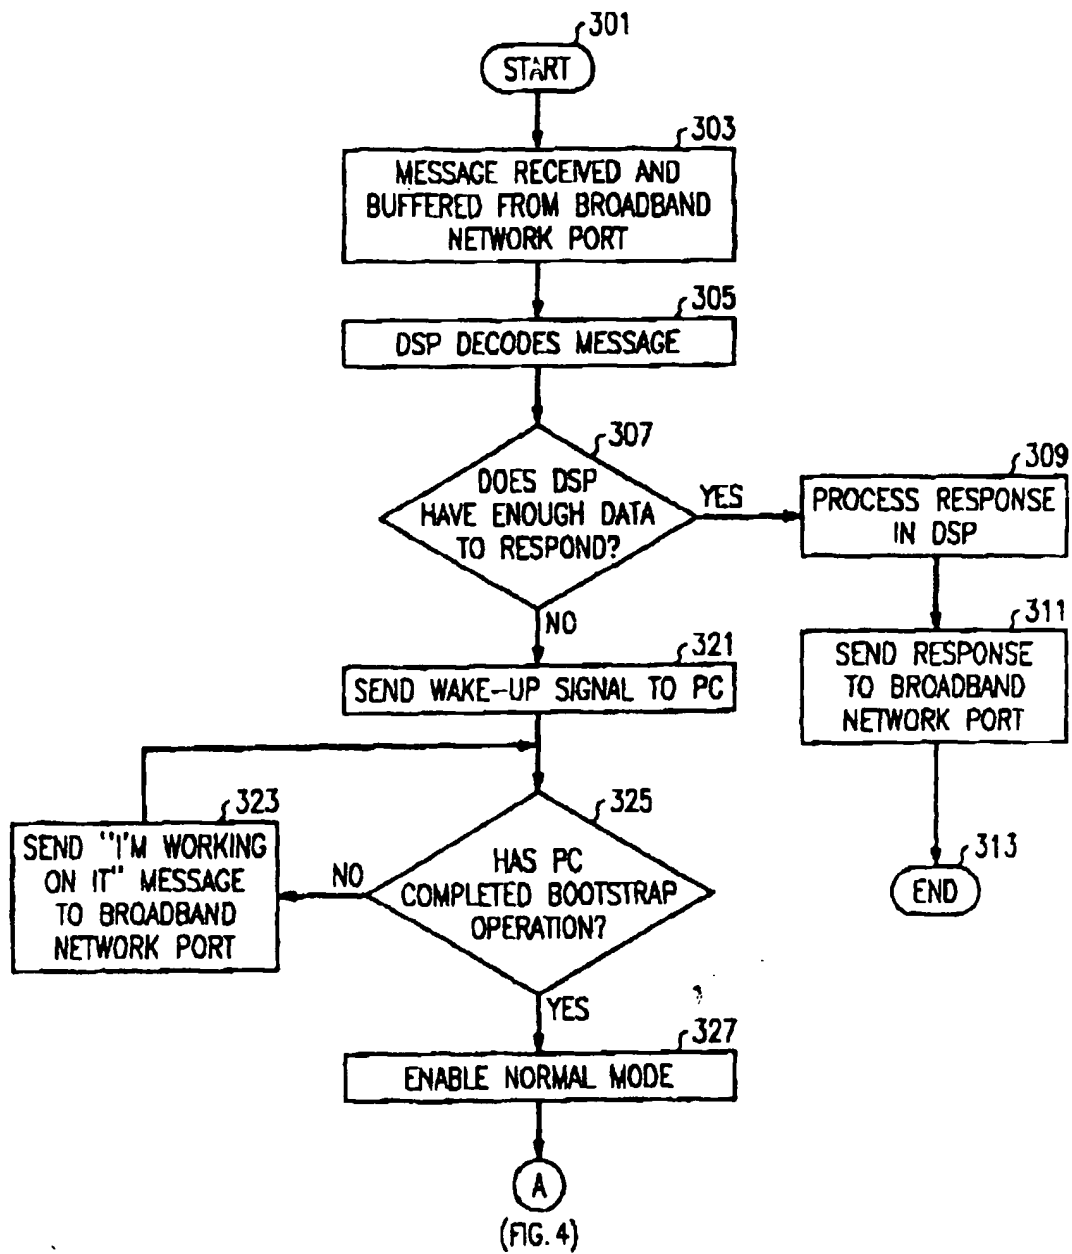 301
START
303
MESSAGE RECEIVED AND
BUFFERED FROM BROADBAND
NETWORK PORT
305
DSP DECODES MESSAGE
307
DOES DSP
HAVE ENOUGH DATA
TO RESPOND?
YES
309
PROCESS RESPONSE
IN DSP
NO
311
SEND RESPONSE
TO BROADBAND
NETWORK PORT
321
SEND WAKE-UP SIGNAL TO PC
323
SEND "I'M WORKING
ON IT" MESSAGE
TO BROADBAND
NETWORK PORT
NO
325
HAS PC
COMPLETED BOOTSTRAP
OPERATION?
313
END
YES
327
ENABLE NORMAL MODE
A
(FIG. 4)